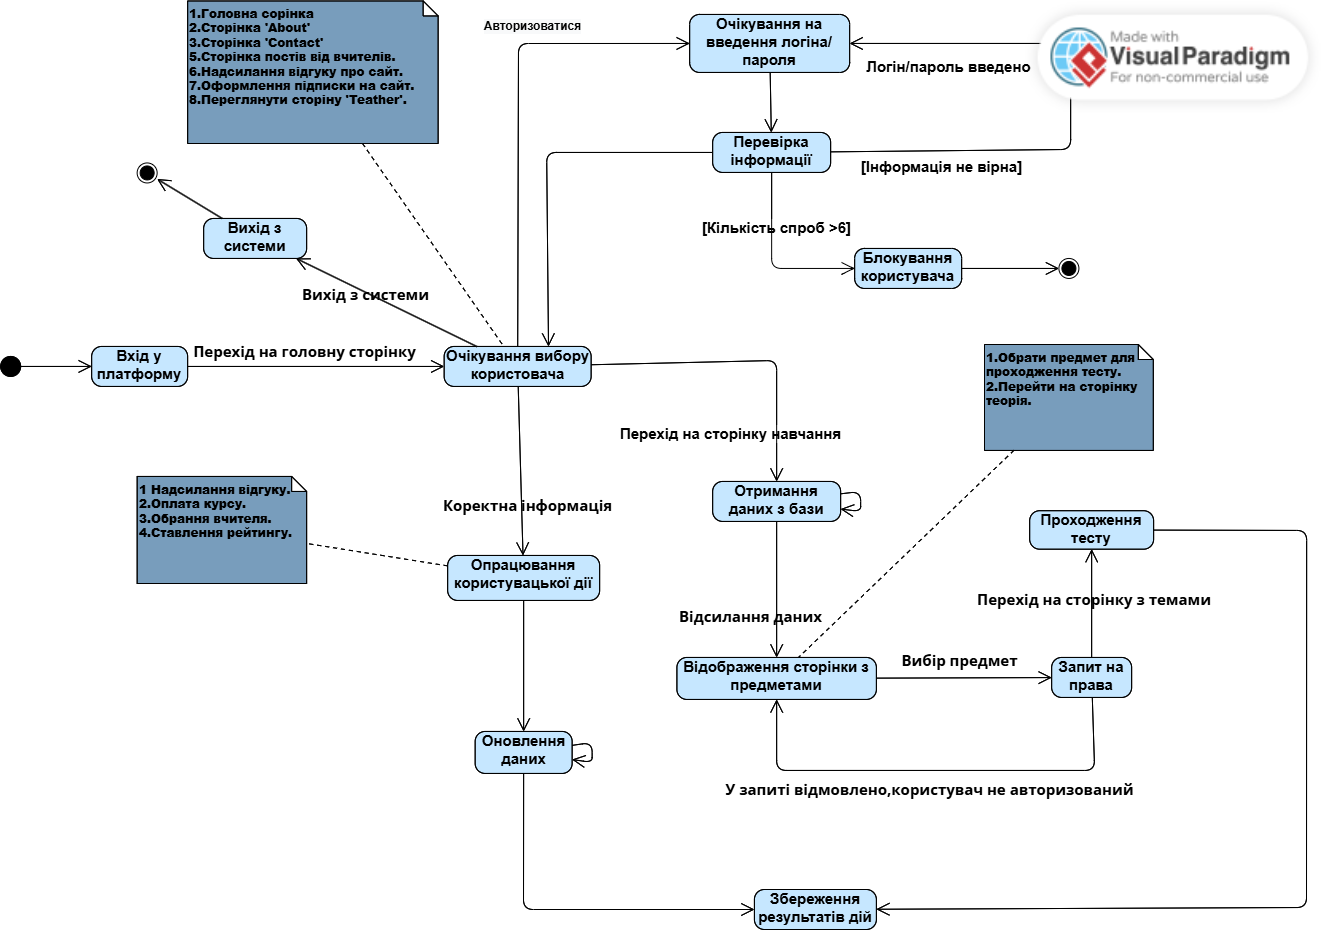 1.Головна сорінка
2.Сторінка 'About'
3.Сторінка 'Contact'
5.Сторінка постів від вчителів.
6.Надсилання відгуку про сайт.
7.Оформлення підписки на сайт.
8.Переглянути сторіну 'Teather'.
Авторизоватися
Очікування на
введення логіна/
пароля
Логін/пароль введено
Made with
Visual Paradigm
For non-commercial use
Перевірка
інформації
[Інформація не вірна]
[Кількість спроб >6]
Блокування
користувача
Вихід з
системи
Вихід з системи
Вхід у
платформу
Перехід на головну сторінку
Очікування вибору
користовача
1.Обрати предмет для
проходження тесту.
2.Перейти на сторінку
теорія.
Перехід на сторінку навчання
1 Надсилання відгуку.
2.Оплата курсу.
3.Обрання вчителя.
4.Ставлення рейтингу.
Коректна інформація
Отримання
даних з бази
Проходження
тесту
Опрацювання
користувацької дії
Перехід на сторінку з темами
Відсилання даних
Відображення сторінки з
предметами
Вибір предмет
Запит на
права
Оновлення
даних
У запиті відмовлено,користувач не авторизований
Збереження
результатів дій